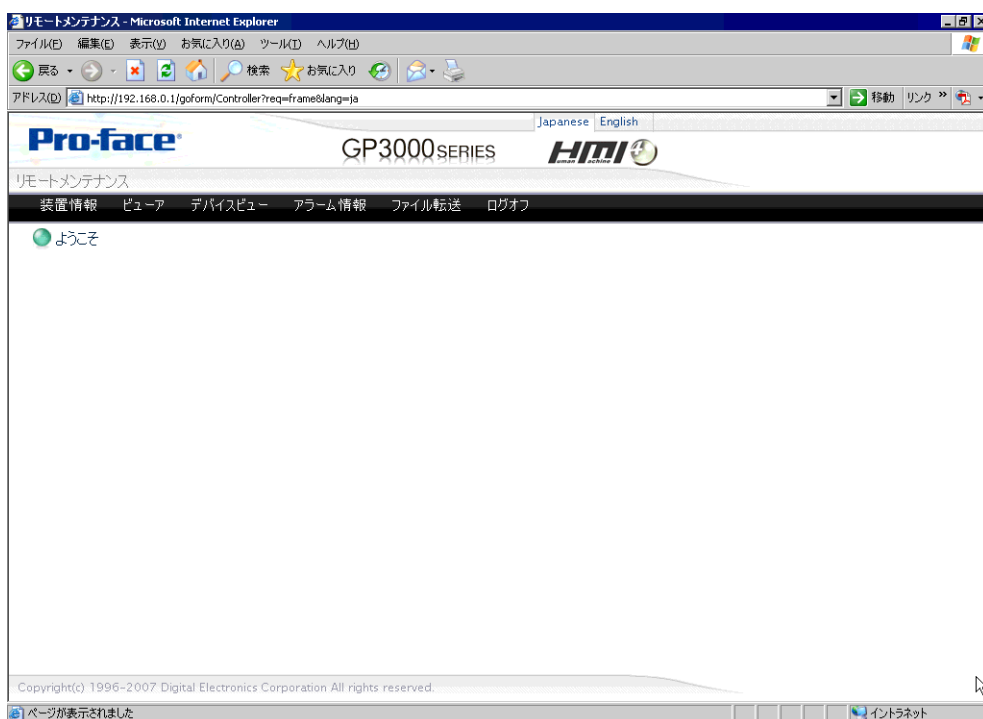 リモートメンテナンス - Microsoft Internet Explorer
ファイル(F) 編集(E) 表示(V) お気に入り(A) ツール(T) ヘルプ(H)
戻る 検索 お気に入り
アドレス(D) http://192.168.0.1/goform/Controller?req=frame&lang=ja 移動 リンク »
Japanese English
Pro-face®
GP3000 SERIES
HMI
Human Machine
リモートメンテナンス
装置情報 ビューア デバイスビュー アラーム情報 ファイル転送 ログオフ
ようこそ
Copyright(c) 1996-2007 Digital Electronics Corporation All rights reserved.
ページが表示されました イントラネット